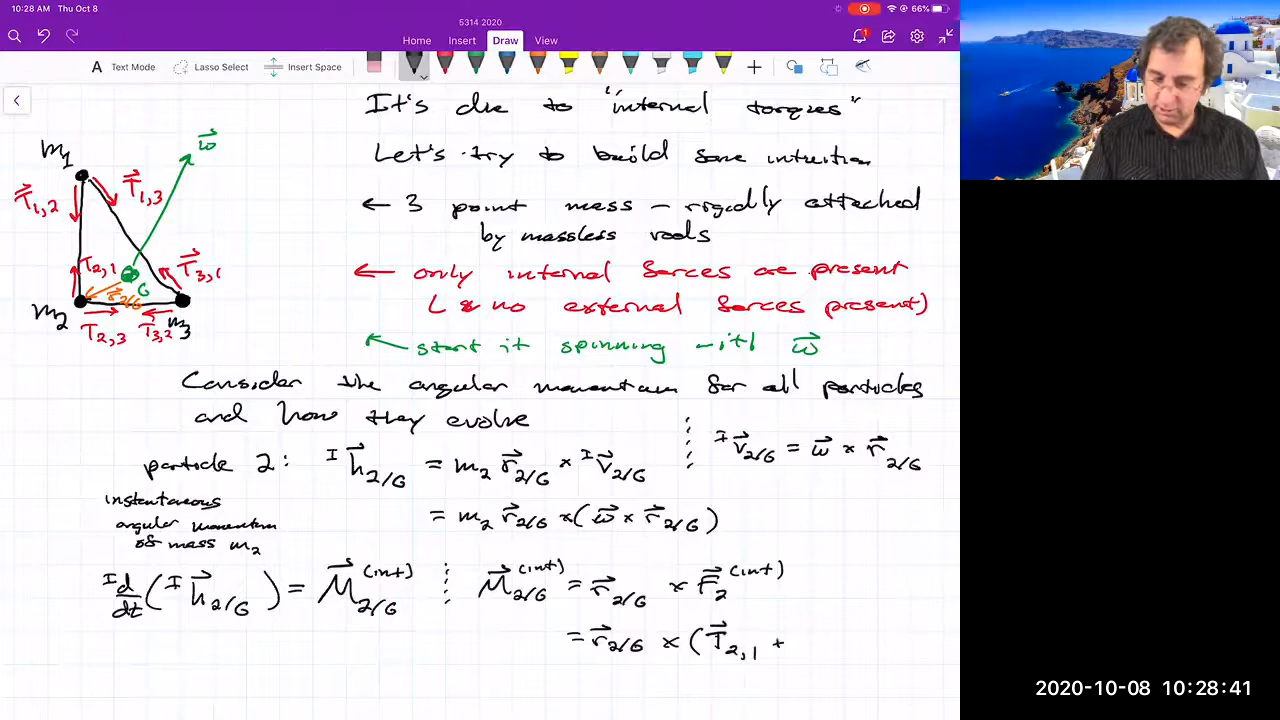 10:28 AM Thu Oct 8
66%
5314 2020
Home Insert Draw View
1
A Text Mode Lasso Select Insert Space
It's due to "internal torques"
Let's try to build some intuition
m₁
ω⃗
T⃗₁,₂
T⃗₁,₃
← 3 point mass – rigidly attached
by massless rods
T₂,₁
T⃗₃,₁
G
r⃗₂/G
m₂
m₃
T₂,₃
T₃,₂
← only internal forces are present
(& no external forces present)
← start it spinning with ω⃗
Consider the angular momentum for all particles
and how they evolve
particle 2: ᴵh⃗₂/G = m₂ r⃗₂/G × ᴵv⃗₂/G
ᴵv⃗₂/G = ω⃗ × r⃗₂/G
instantaneous
angular momentum
of mass m₂
= m₂ r⃗₂/G × (ω⃗ × r⃗₂/G)
ᴵd/dt (ᴵh⃗₂/G) = M⃗₂/G^(int)
M⃗₂/G^(int) = r⃗₂/G × F⃗₂^(int)
= r⃗₂/G × (T⃗₂,₁ +
2020-10-08 10:28:41